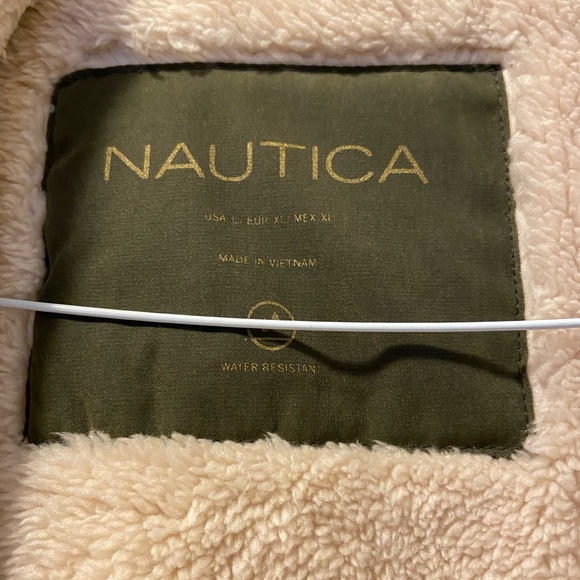 NAUTICA
USA L/ EUR XL/ MEX XL
MADE IN VIETNAM
WATER RESISTANT